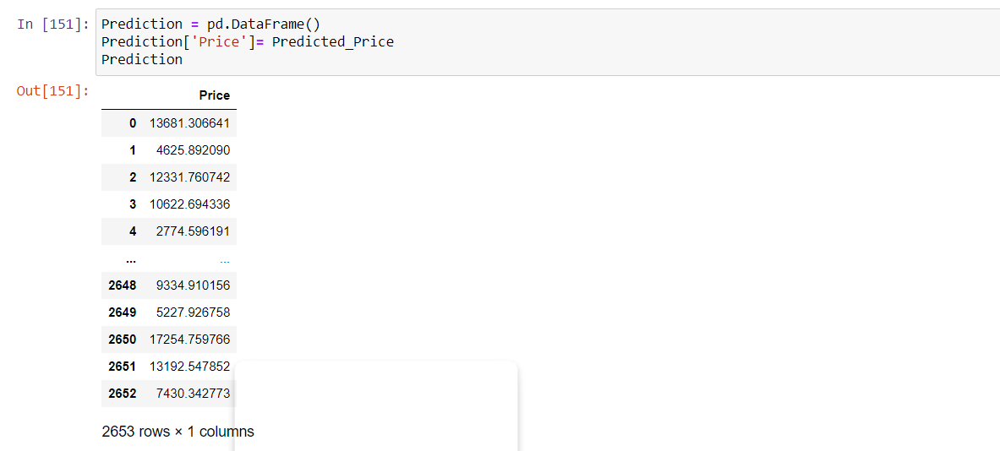 In [151]: Prediction = pd.DataFrame()
Prediction['Price']= Predicted_Price
Prediction
Out[151]:
Price
0 13681.306641
1 4625.892090
2 12331.760742
3 10622.694336
4 2774.596191
... ...
2648 9334.910156
2649 5227.926758
2650 17254.759766
2651 13192.547852
2652 7430.342773
2653 rows × 1 columns